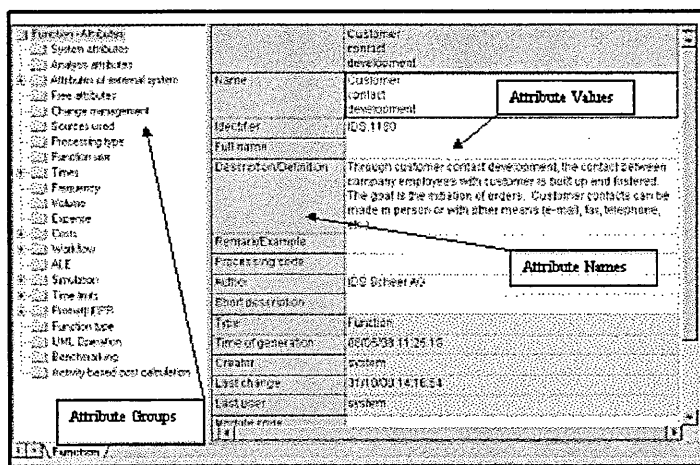 Function - Attributes
System attributes
Analysis attributes
Attributes of external system
Free attributes
Change management
Sources used
Processing type
Function size
Times
Frequency
Volume
Expense
Costs
Workflow
ALE
Simulation
Time limits
Function type
UML Operation
Benchmarking
Activity based cost calculation
Customer
contact
development
Name
Customer
contact
development
Identifier
IDS.1180
Full name
Description/Definition
Through customer contact development, the contact between
company employees with customer is built up and fostered.
The goal is the initiation of orders. Customer contacts can be
made in person or with other means (e-mail, fax, telephone,
etc.)
Remark/Example
Processing code
Author
IDS Scheer AG
Short description
Type
Function
Time of generation
Creator
system
Last change
Last user
system
Attribute Values
Attribute Names
Attribute Groups
Function